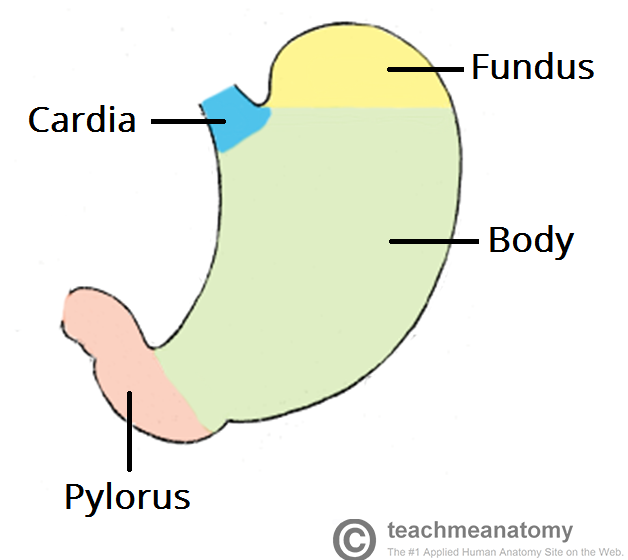 Fundus
Cardia
Body
Pylorus
© teachmeanatomy
The #1 Applied Human Anatomy Site on the Web.